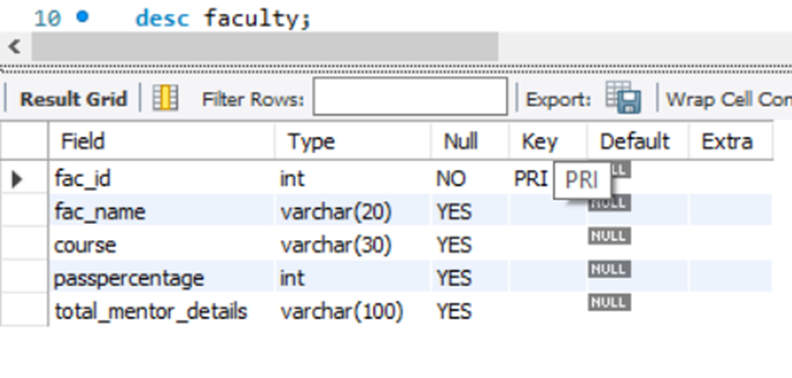 10 desc faculty;
Result Grid Filter Rows: Export: Wrap Cell Con
Field Type Null Key Default Extra
fac_id int NO PRI PRI
fac_name varchar(20) YES NULL
course varchar(30) YES NULL
passpercentage int YES NULL
total_mentor_details varchar(100) YES NULL